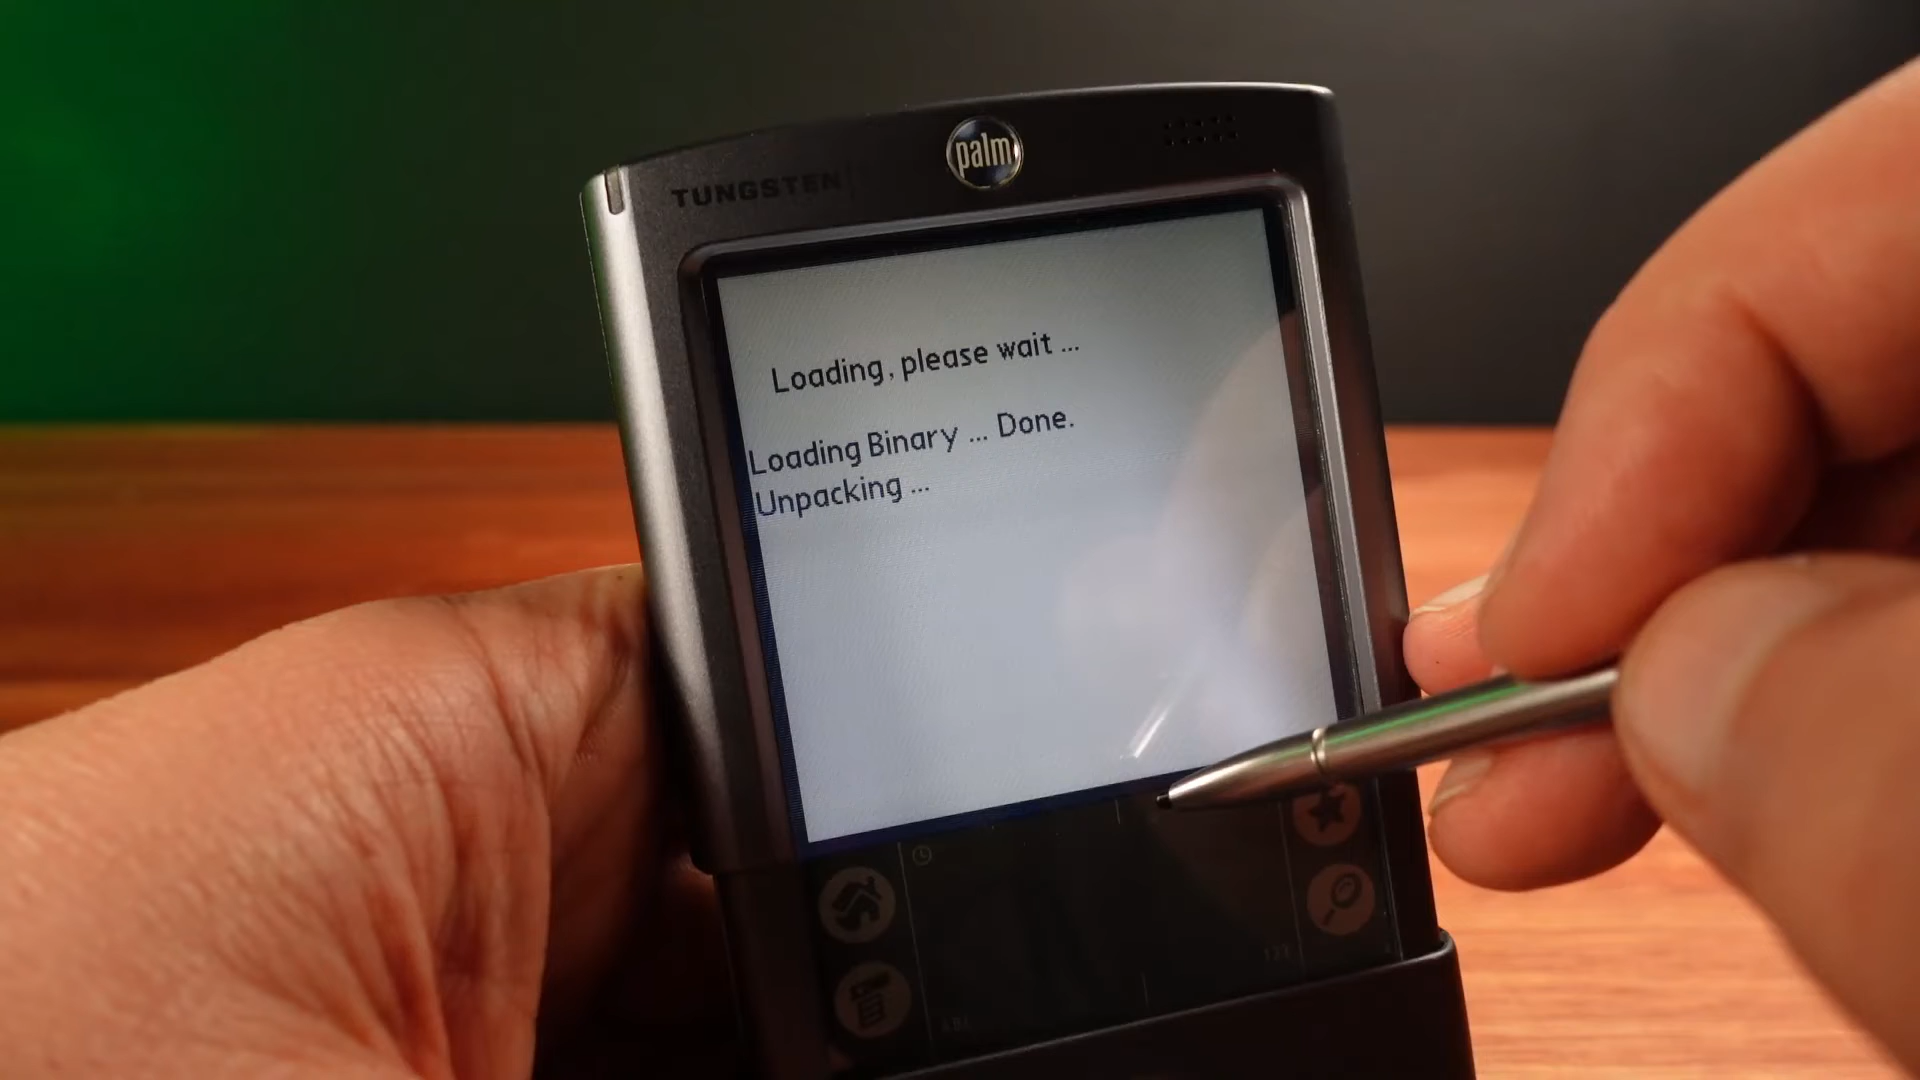 TUNGSTEN
palm
Loading, please wait ...
Loading Binary ... Done.
Unpacking ...